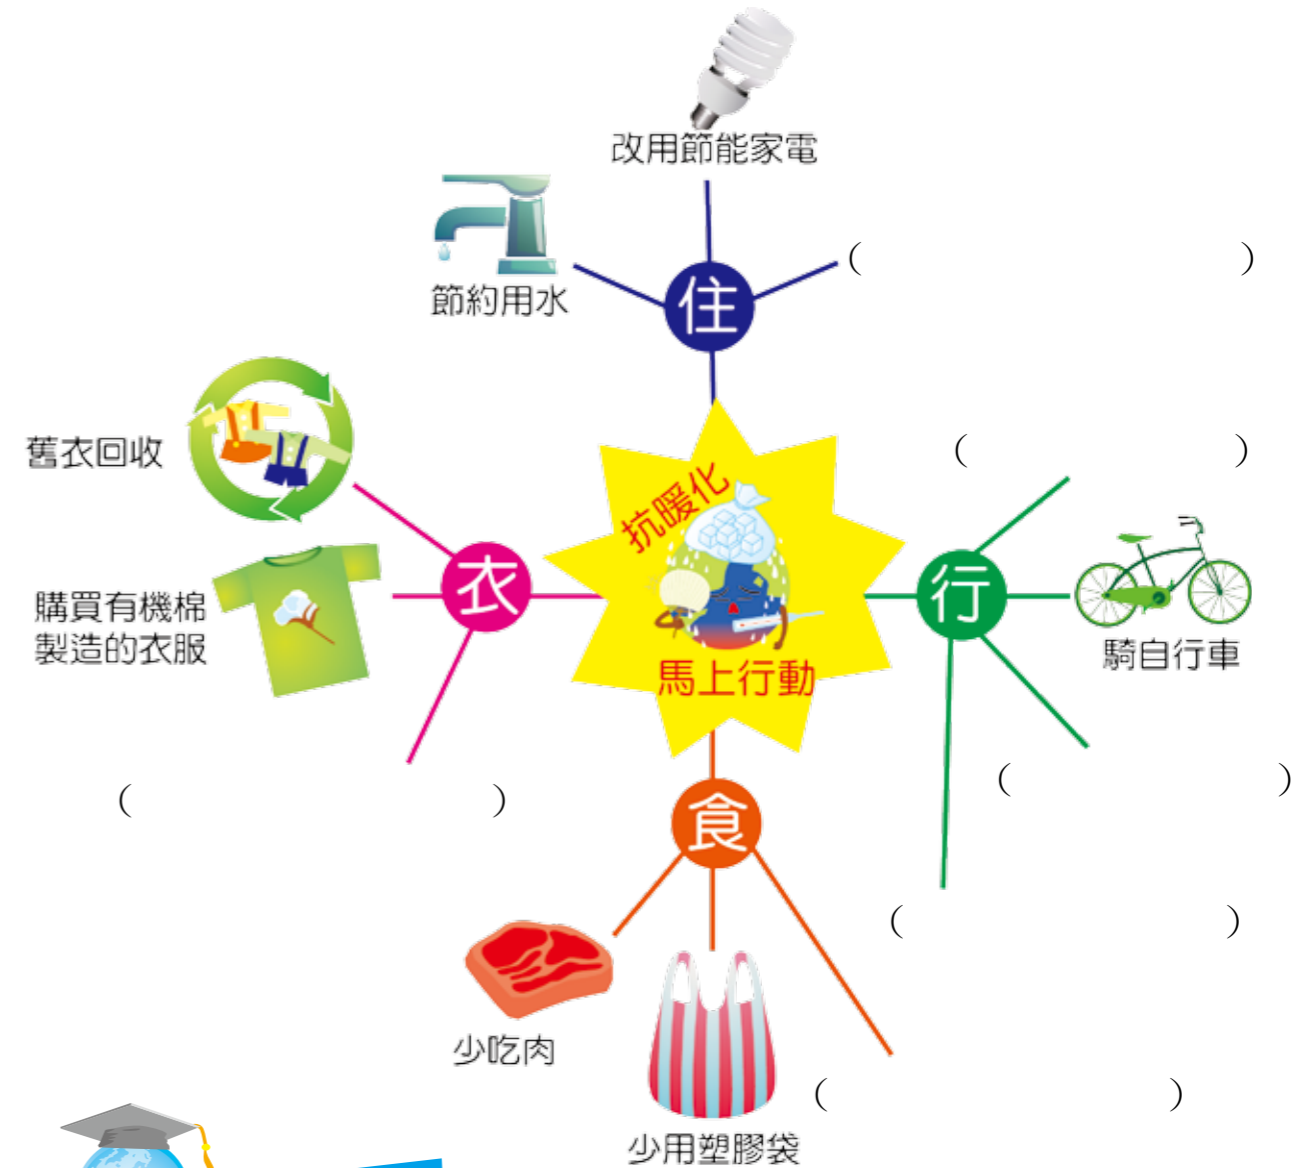 改用節能家電
節約用水
住
（　　　　　　　　　　　）
舊衣回收
（　　　　　　　　）
抗暖化
購買有機棉
製造的衣服
衣
行
騎自行車
馬上行動
（　　　　　　　　　　）
（　　　　　　　　）
食
（　　　　　　　　　）
少吃肉
（　　　　　　　　　　）
少用塑膠袋